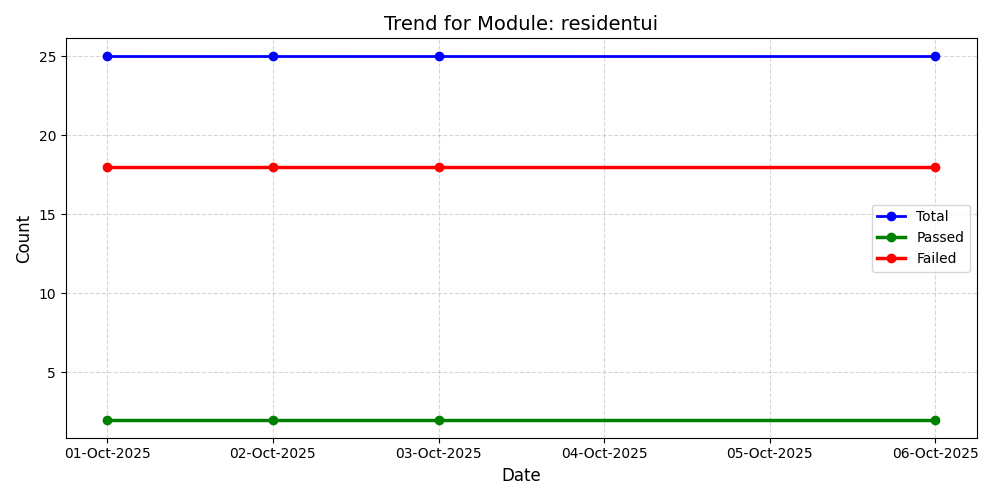 Trend for Module: residentui
Count
25
20
15
10
5
Total
Passed
Failed
01-Oct-2025 02-Oct-2025 03-Oct-2025 04-Oct-2025 05-Oct-2025 06-Oct-2025
Date